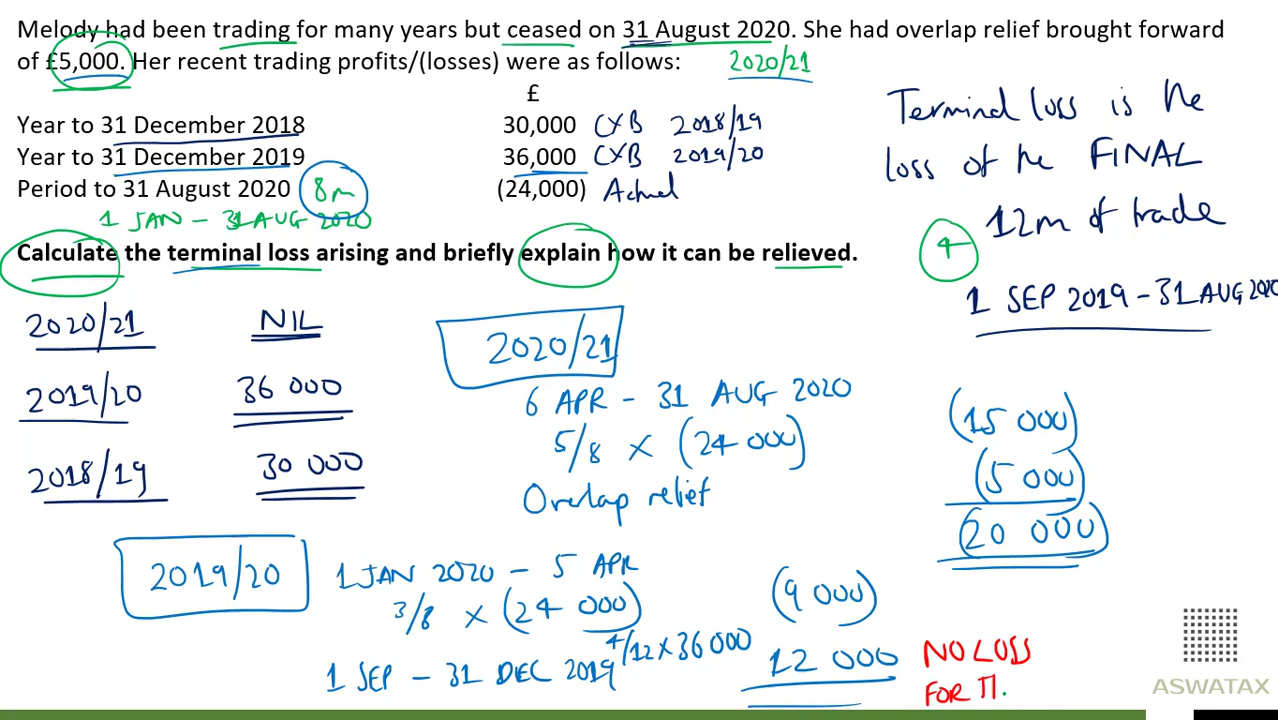 Melody had been trading for many years but ceased on 31 August 2020. She had overlap relief brought forward
of £5,000. Her recent trading profits/(losses) were as follows: 2020/21
£
Year to 31 December 2018 30,000 CYB 2018/19
Year to 31 December 2019 36,000 CYB 2019/20
Period to 31 August 2020 8m (24,000) Actual
1 JAN - 31 AUG 2020
Calculate the terminal loss arising and briefly explain how it can be relieved.
Terminal loss is the
loss of the FINAL
12m of trade
4
1 SEP 2019 - 31 AUG 2020
2020/21 NIL
2019/20 36 000
2018/19 30 000
2020/21
6 APR - 31 AUG 2020
5/8 x (24 000) (15 000)
Overlap relief (5 000)
(20 000)
2019/20 1 JAN 2020 - 5 APR
3/8 x (24 000) (9 000)
4/12 x 36 000
1 SEP - 31 DEC 2019 12 000
NO LOSS
FOR TL
ASWATAX